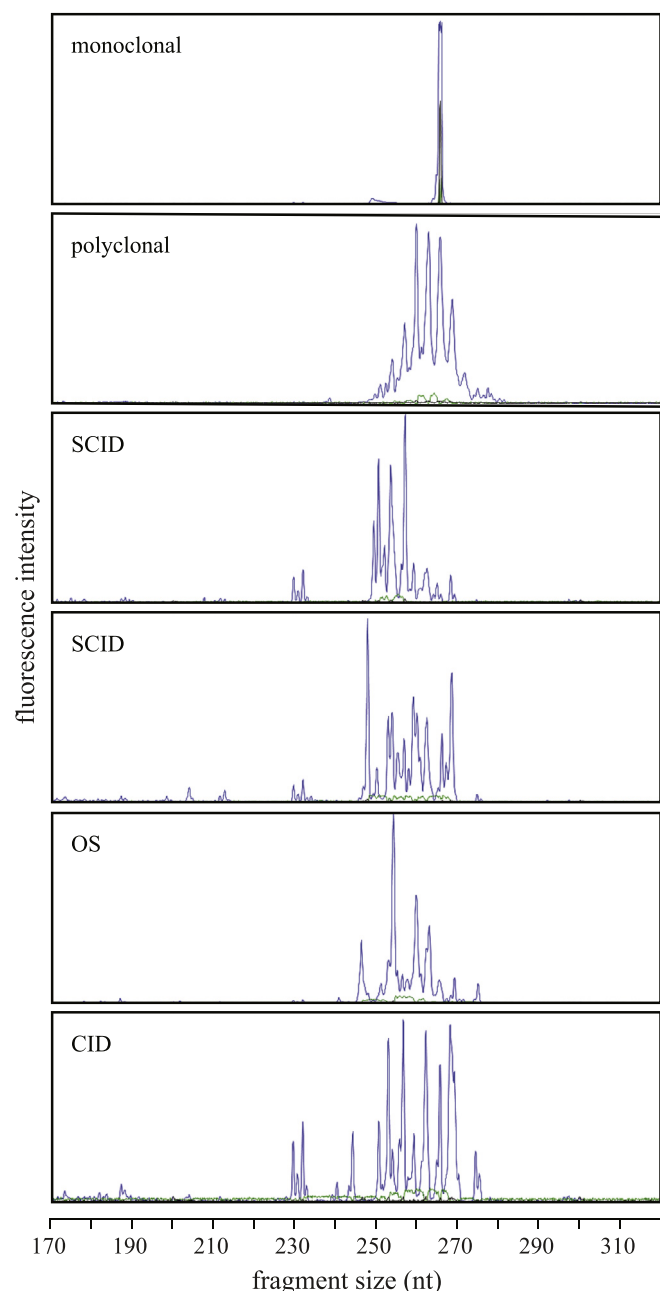 monoclonal
polyclonal
SCID
SCID
OS
CID
fluorescence intensity
170 190 210 230 250 270 290 310
fragment size (nt)